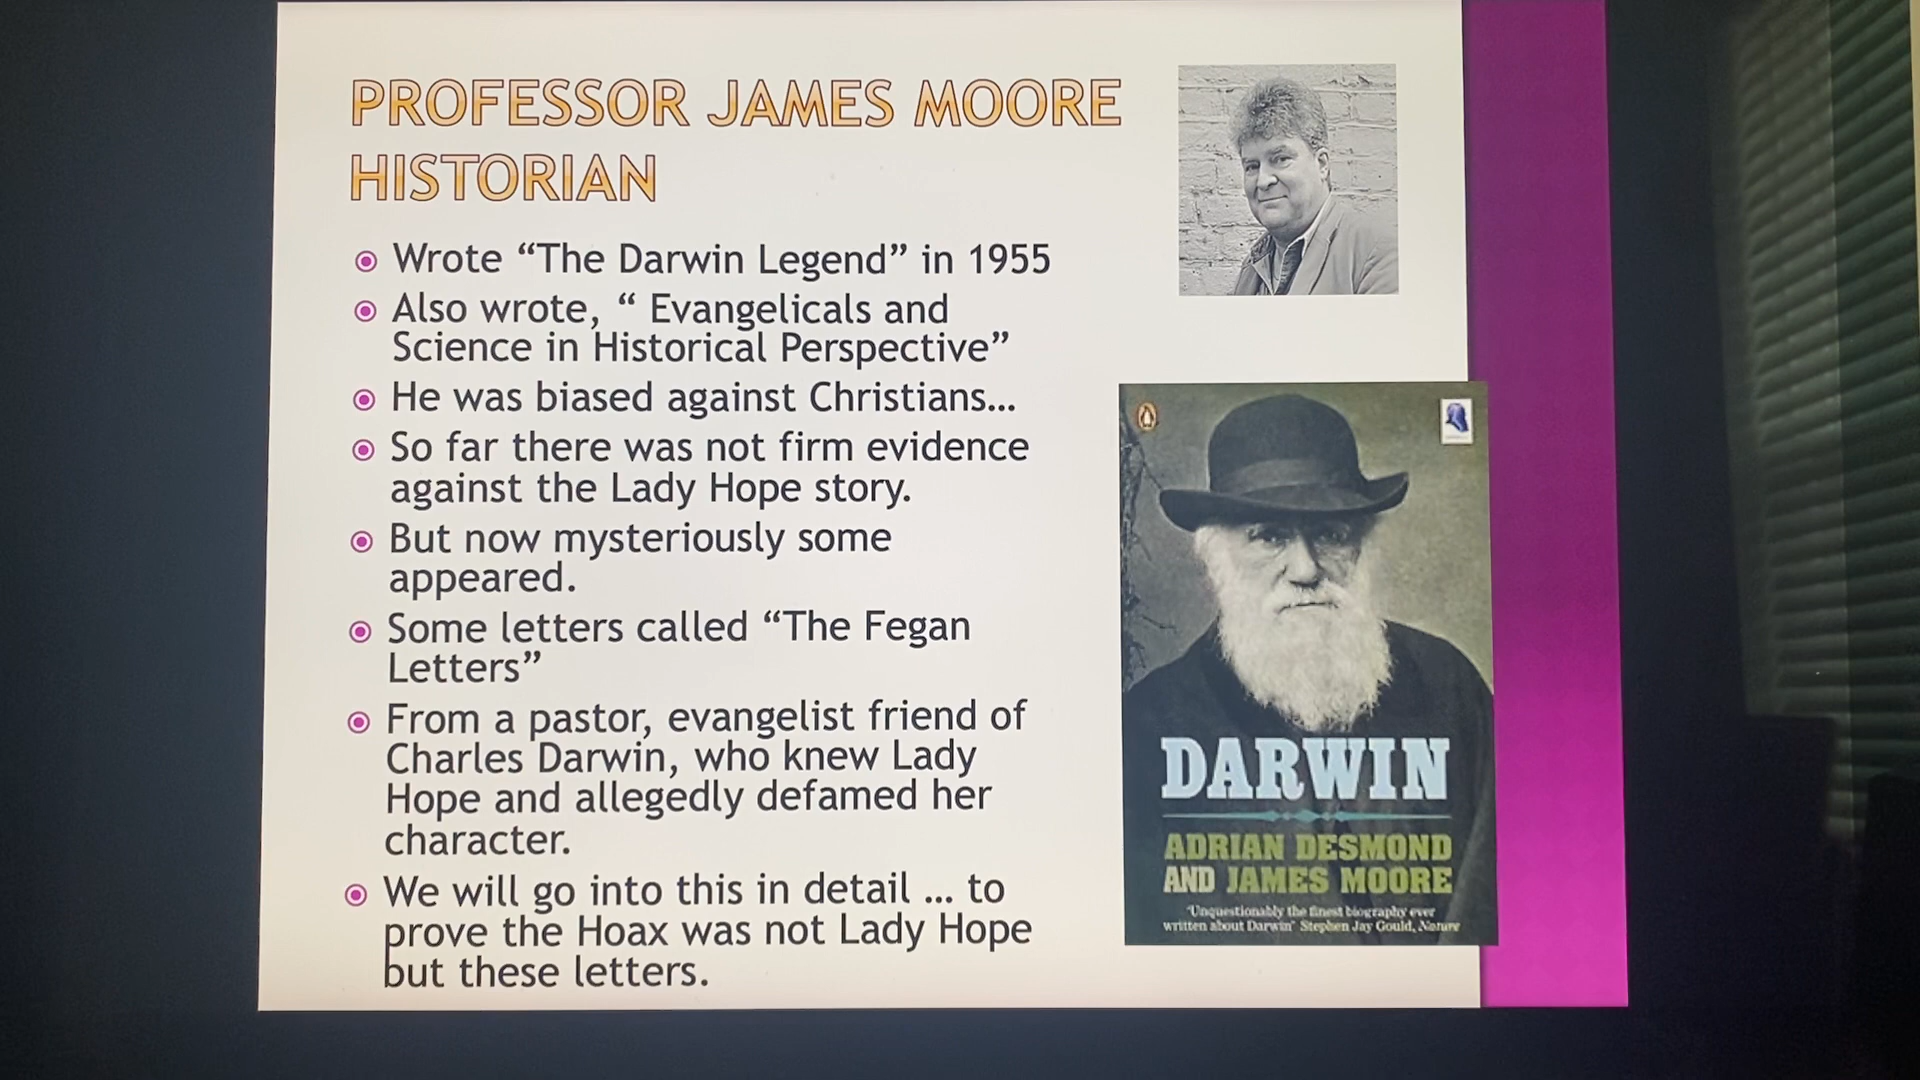 PROFESSOR JAMES MOORE
HISTORIAN
Wrote “The Darwin Legend” in 1955
Also wrote, “ Evangelicals and
Science in Historical Perspective”
He was biased against Christians…
So far there was not firm evidence
against the Lady Hope story.
But now mysteriously some
appeared.
Some letters called “The Fegan
Letters”
From a pastor, evangelist friend of
Charles Darwin, who knew Lady
Hope and allegedly defamed her
character.
We will go into this in detail … to
prove the Hoax was not Lady Hope
but these letters.
DARWIN
ADRIAN DESMOND
AND JAMES MOORE
‘Unquestionably the finest biography ever
written about Darwin’ Stephen Jay Gould, Nature